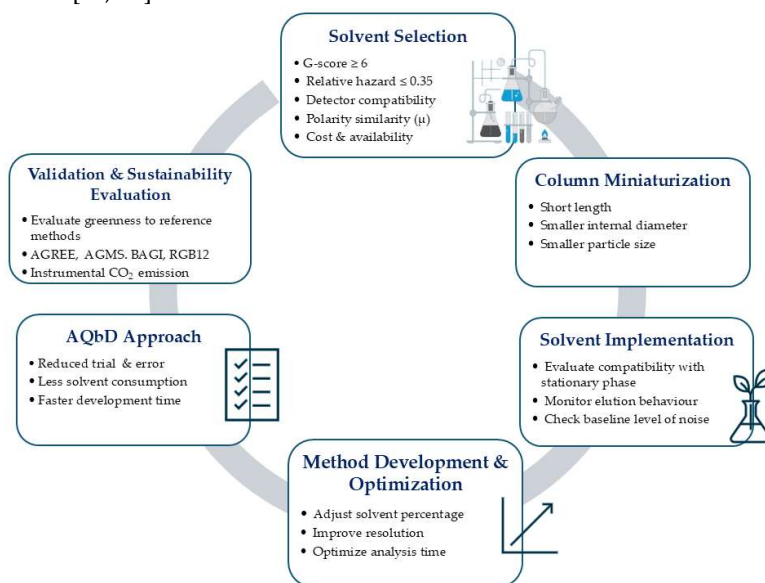 Solvent Selection
• G-score ≥ 6
• Relative hazard ≤ 0.35
• Detector compatibility
• Polarity similarity (µ)
• Cost & availability
Column Miniaturization
• Short length
• Smaller internal diameter
• Smaller particle size
Solvent Implementation
• Evaluate compatibility with
stationary phase
• Monitor elution behaviour
• Check baseline level of noise
Method Development &
Optimization
• Adjust solvent percentage
• Improve resolution
• Optimize analysis time
AQbD Approach
• Reduced trial & error
• Less solvent consumption
• Faster development time
Validation & Sustainability
Evaluation
• Evaluate greenness to reference
methods
• AGREE, AGMS. BAGI, RGB12
• Instrumental CO₂ emission